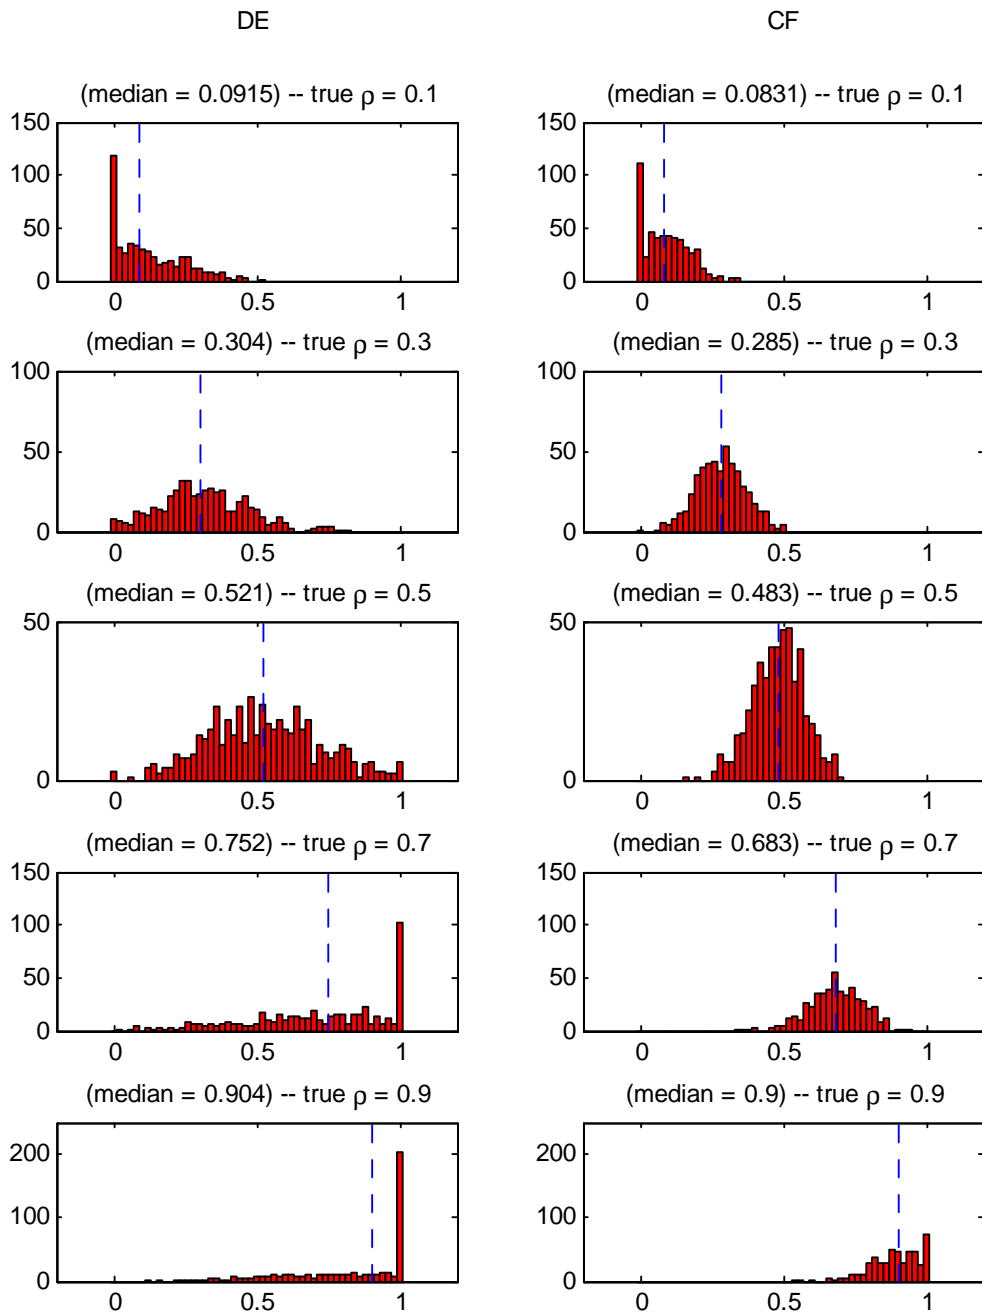 DE
CF
(median = 0.0915) -- true ρ = 0.1
(median = 0.0831) -- true ρ = 0.1
150
100
50
0
0 0.5 1
150
100
50
0
0 0.5 1
(median = 0.304) -- true ρ = 0.3
(median = 0.285) -- true ρ = 0.3
100
50
0
0 0.5 1
100
50
0
0 0.5 1
(median = 0.521) -- true ρ = 0.5
(median = 0.483) -- true ρ = 0.5
50
0
0 0.5 1
50
0
0 0.5 1
(median = 0.752) -- true ρ = 0.7
(median = 0.683) -- true ρ = 0.7
150
100
50
0
0 0.5 1
150
100
50
0
0 0.5 1
(median = 0.904) -- true ρ = 0.9
(median = 0.9) -- true ρ = 0.9
200
100
0
0 0.5 1
200
100
0
0 0.5 1